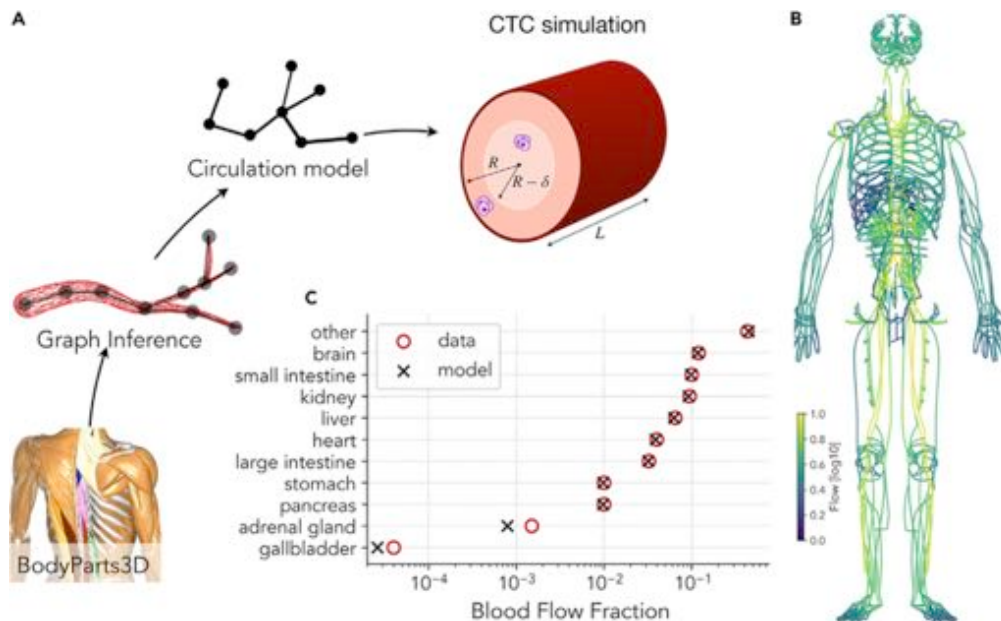 A
CTC simulation
B
R
R − δ
L
Circulation model
Graph Inference
BodyParts3D
C
data
model
other
brain
small intestine
kidney
liver
heart
large intestine
stomach
pancreas
adrenal gland
gallbladder
10⁻⁴ 10⁻³ 10⁻² 10⁻¹
Blood Flow Fraction
1.0
0.8
0.6
0.4
0.2
0.0
Flow [log10]